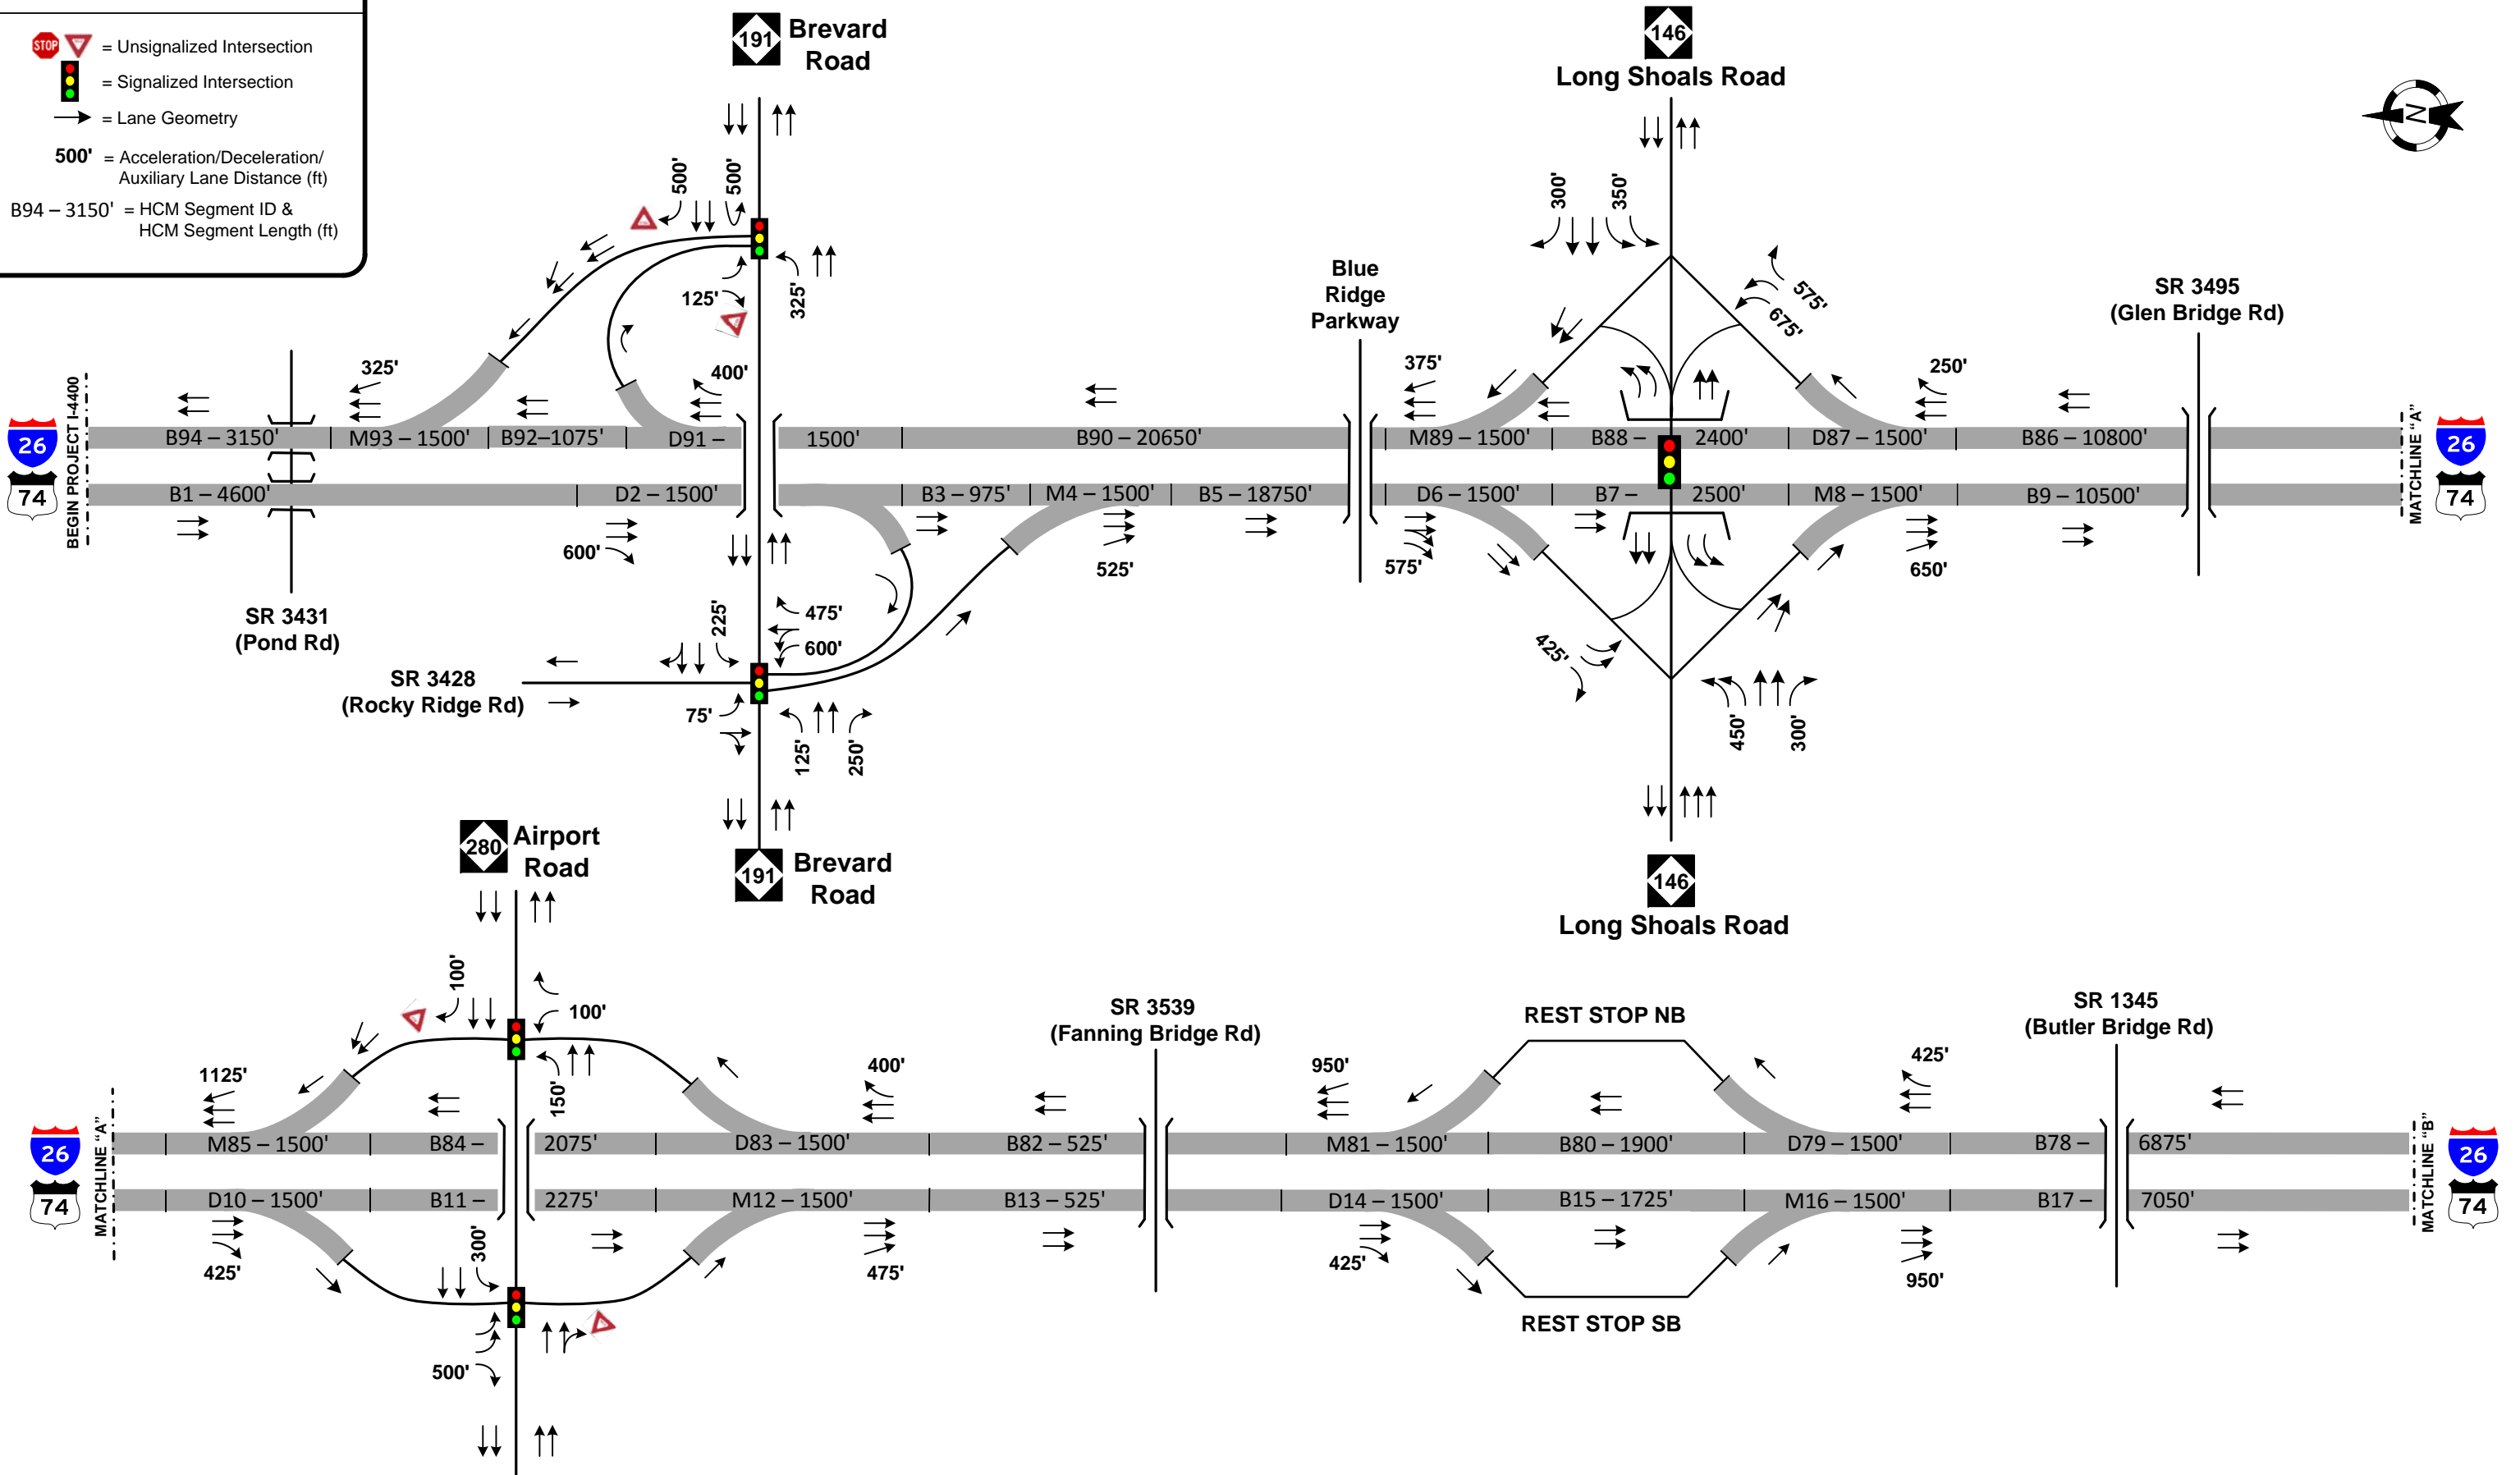 STOP
= Unsignalized Intersection
= Signalized Intersection
= Lane Geometry
500' = Acceleration/Deceleration/
Auxiliary Lane Distance (ft)
B94 – 3150' = HCM Segment ID &
HCM Segment Length (ft)
191
Brevard
Road
146
Long Shoals Road
N
500'
500'
125'
325'
325'
400'
300'
350'
Blue
Ridge
Parkway
575'
675'
375'
250'
SR 3495
(Glen Bridge Rd)
26
74
BEGIN PROJECT I-4400
B94 – 3150'
M93 – 1500'
B92–1075'
D91 –
1500'
B90 – 20650'
M89 – 1500'
B88 –
2400'
D87 – 1500'
B86 – 10800'
MATCHLINE “A”
26
74
B1 – 4600'
D2 – 1500'
B3 – 975'
M4 – 1500'
B5 – 18750'
D6 – 1500'
B7 –
2500'
M8 – 1500'
B9 – 10500'
600'
525'
575'
650'
SR 3431
(Pond Rd)
225'
475'
600'
SR 3428
(Rocky Ridge Rd)
75'
125'
250'
425'
450'
300'
191
Brevard
Road
146
Long Shoals Road
280
Airport
Road
100'
100'
150'
1125'
400'
SR 3539
(Fanning Bridge Rd)
REST STOP NB
950'
425'
SR 1345
(Butler Bridge Rd)
26
74
MATCHLINE “A”
M85 – 1500'
B84 –
2075'
D83 – 1500'
B82 – 525'
M81 – 1500'
B80 – 1900'
D79 – 1500'
B78 –
6875'
MATCHLINE “B”
26
74
D10 – 1500'
B11 –
2275'
M12 – 1500'
B13 – 525'
D14 – 1500'
B15 – 1725'
M16 – 1500'
B17 –
7050'
425'
300'
475'
425'
950'
500'
REST STOP SB